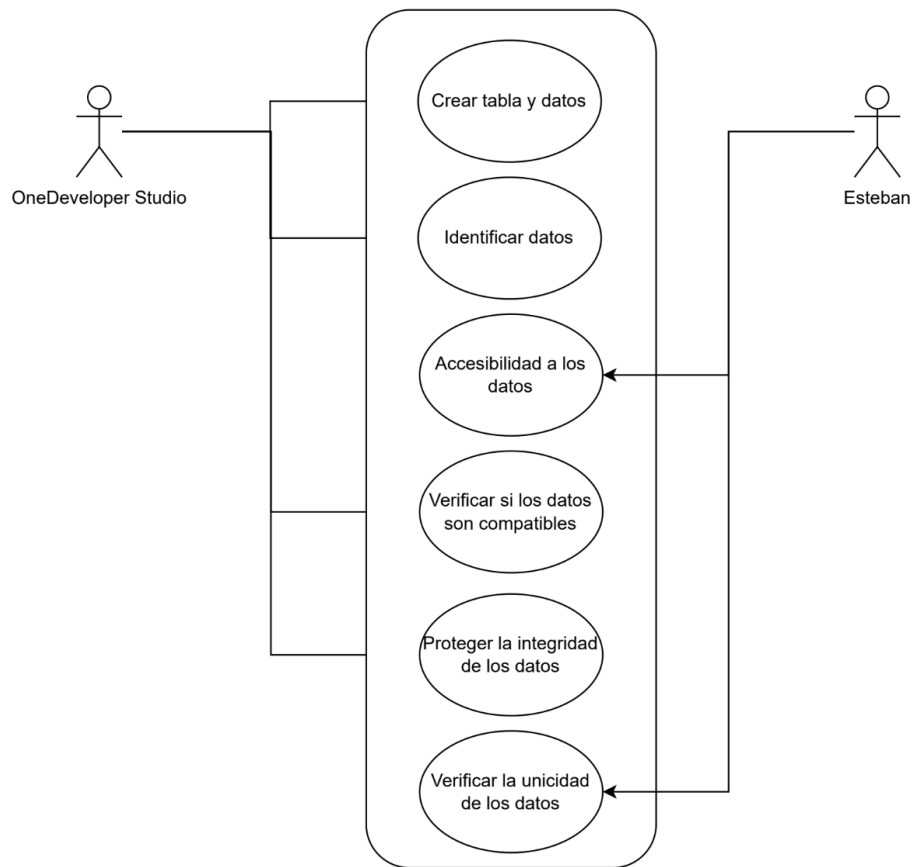 Crear tabla y datos
OneDeveloper Studio
Esteban
Identificar datos
Accesibilidad a los
datos
Verificar si los datos
son compatibles
Proteger la integridad
de los datos
Verificar la unicidad
de los datos